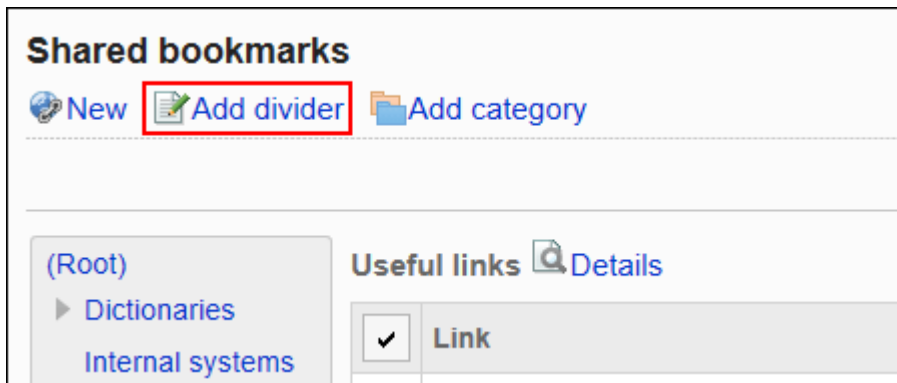 Shared bookmarks
New Add divider Add category
(Root)
Dictionaries
Internal systems
Useful links Details
Link